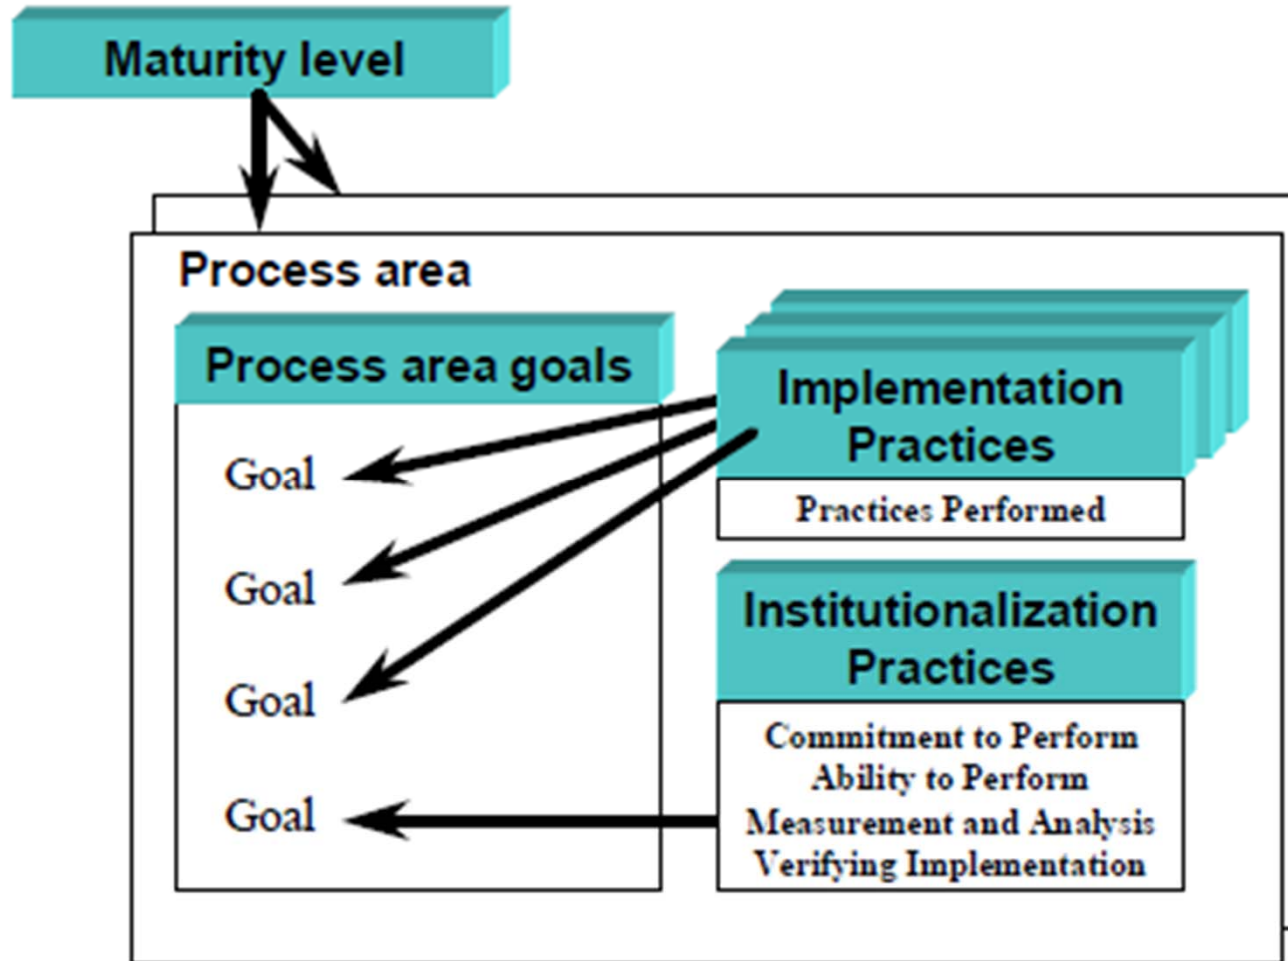 Maturity level
Process area
Process area goals
Goal
Goal
Goal
Goal
Implementation
Practices
Practices Performed
Institutionalization
Practices
Commitment to Perform
Ability to Perform
Measurement and Analysis
Verifying Implementation